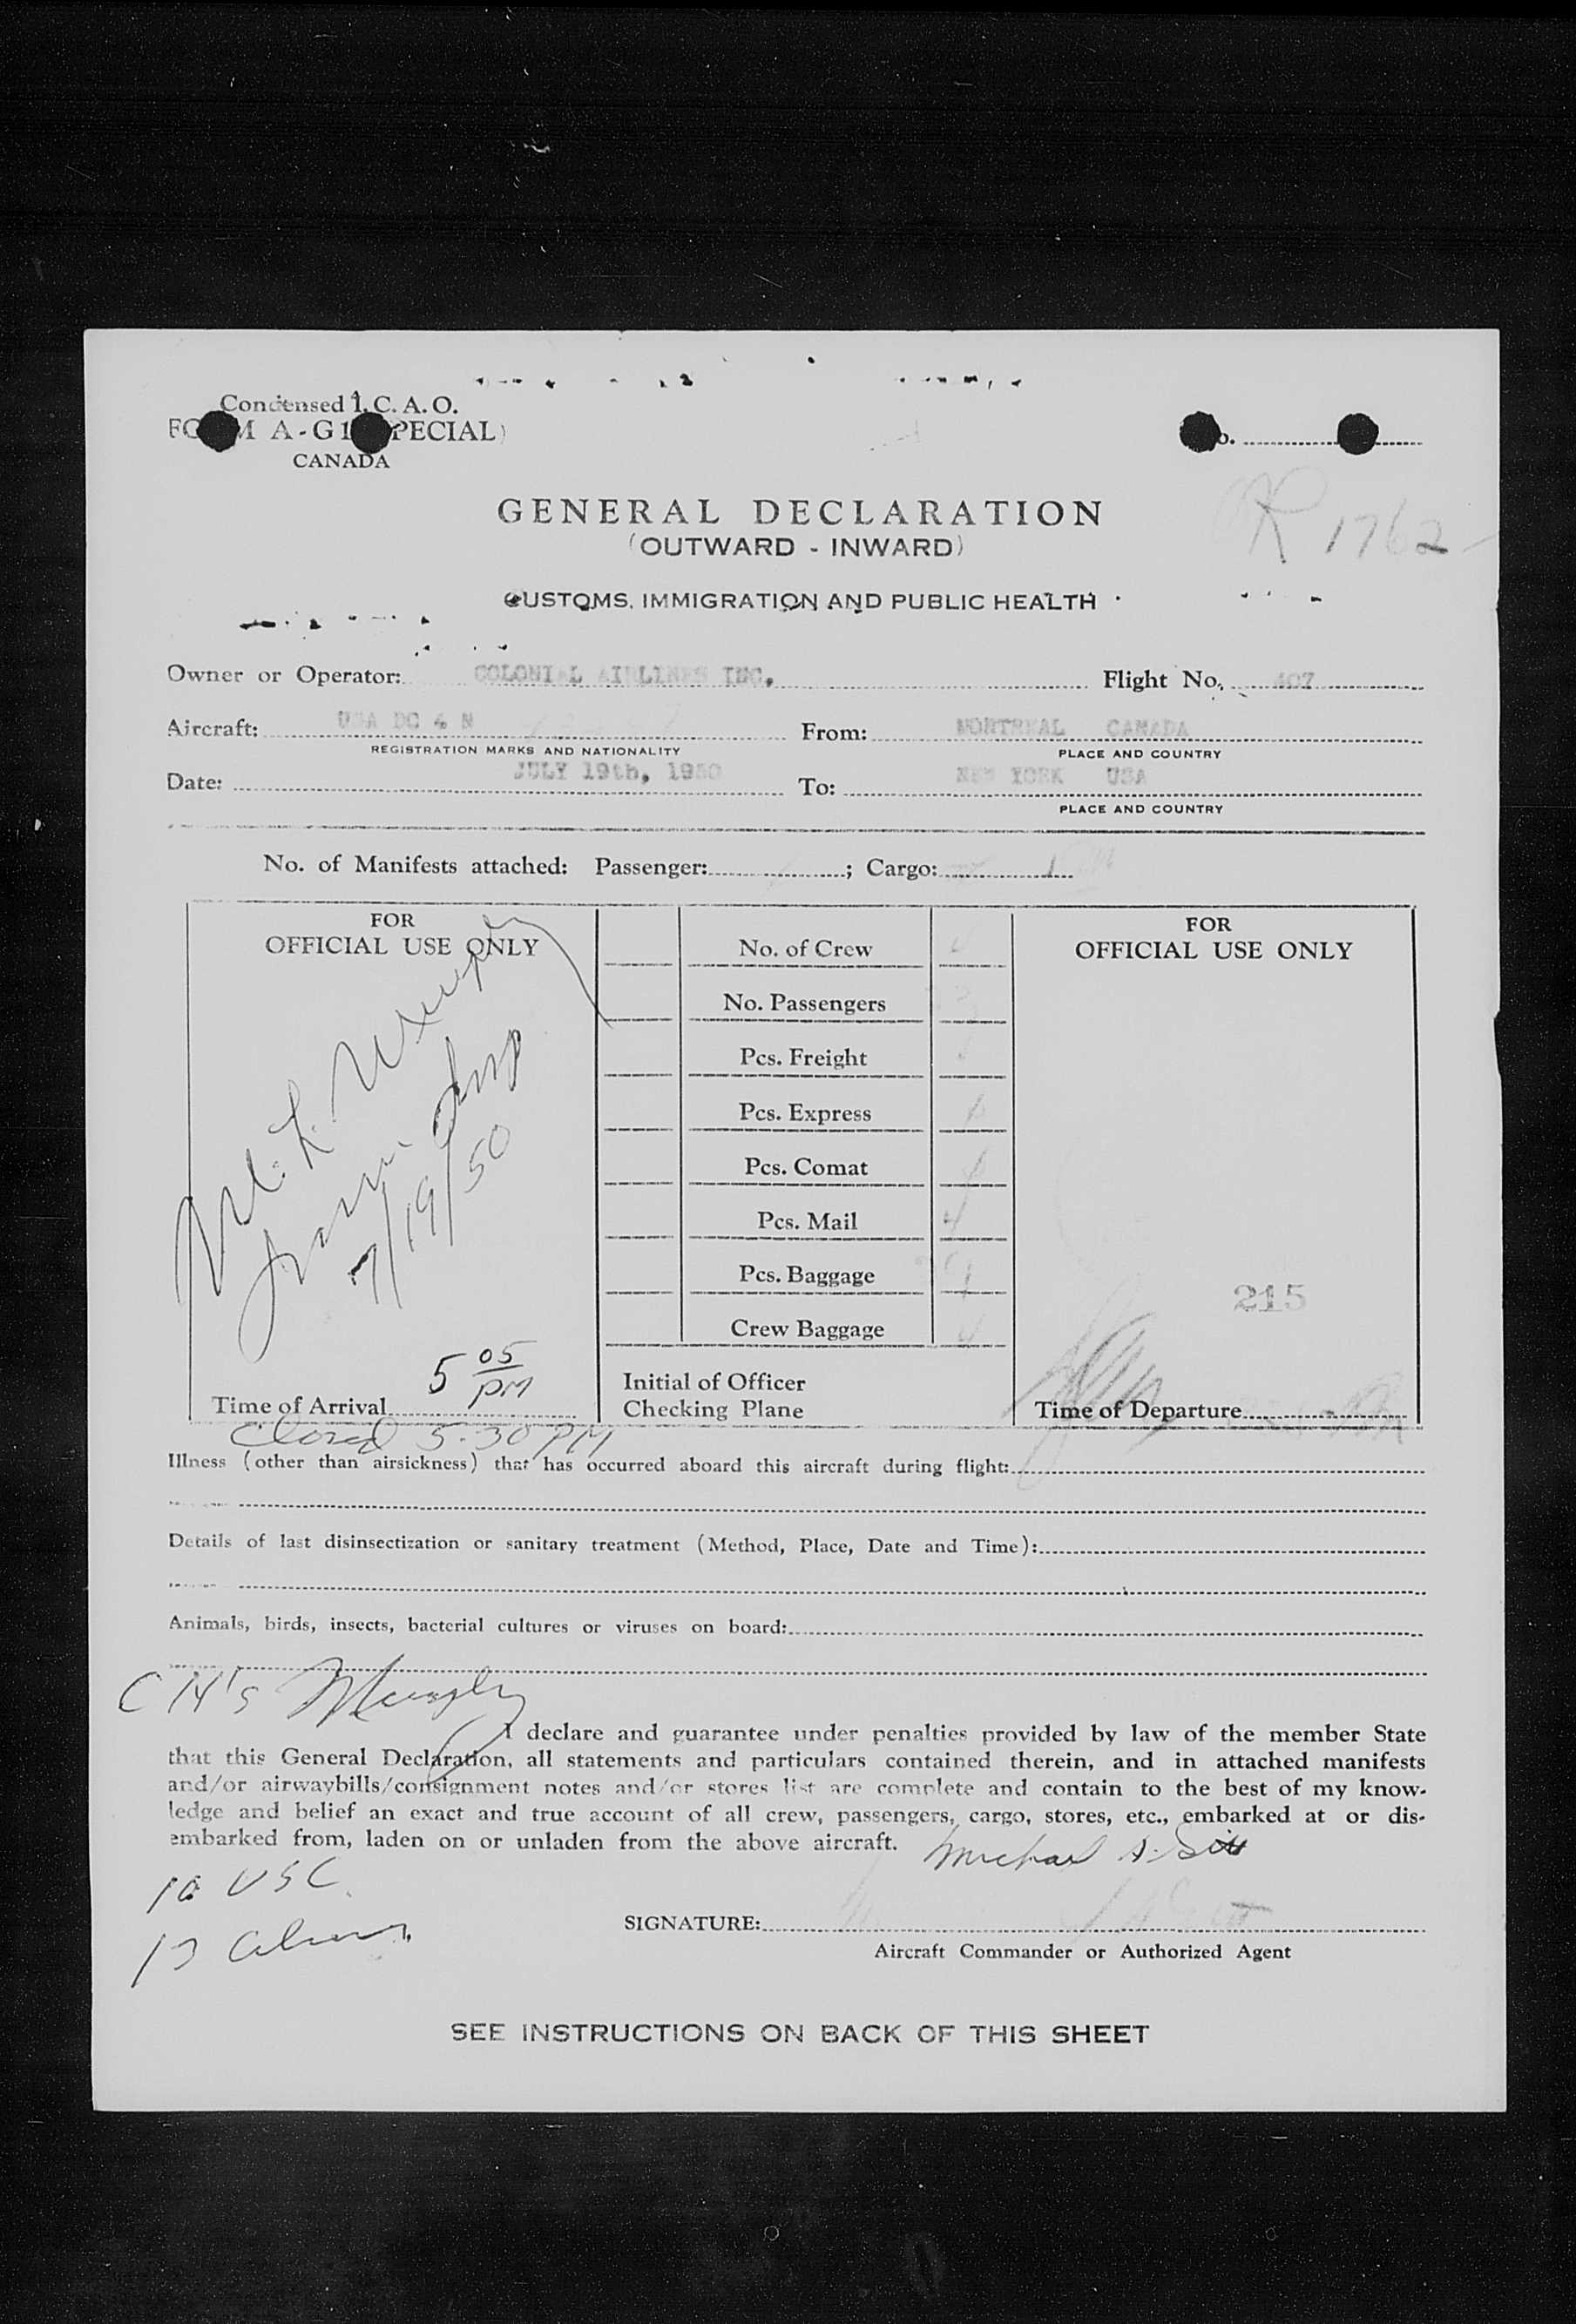 Condensed I. C. A. O.
FORM A-G1 (SPECIAL)
CANADA
No.
R 1762
GENERAL DECLARATION
(OUTWARD - INWARD)
CUSTOMS, IMMIGRATION AND PUBLIC HEALTH
Owner or Operator: COLONIAL AIRLINES INC. Flight No. 407
Aircraft: USA DC 4 N From: MONTREAL CANADA
REGISTRATION MARKS AND NATIONALITY PLACE AND COUNTRY
Date: JULY 19th, 1950 To: NEW YORK USA
PLACE AND COUNTRY
No. of Manifests attached: Passenger: ; Cargo: 1
FOR
OFFICIAL USE ONLY
M. L. Murphy
7/19/50
Time of Arrival 5 05 PM
No. of Crew 4
No. Passengers
Pcs. Freight
Pcs. Express
Pcs. Comat
Pcs. Mail 4
Pcs. Baggage
Crew Baggage 4
Initial of Officer
Checking Plane
FOR
OFFICIAL USE ONLY
215
Time of Departure
Closed 5:30 PM
Illness (other than airsickness) that has occurred aboard this aircraft during flight:
Details of last disinsectization or sanitary treatment (Method, Place, Date and Time):
Animals, birds, insects, bacterial cultures or viruses on board:
Murphy
I declare and guarantee under penalties provided by law of the member State
that this General Declaration, all statements and particulars contained therein, and in attached manifests
and/or airwaybills/consignment notes and/or stores list are complete and contain to the best of my know-
ledge and belief an exact and true account of all crew, passengers, cargo, stores, etc., embarked at or dis-
embarked from, laden on or unladen from the above aircraft.
Michael A.
USC
SIGNATURE:
13 Aliens
Aircraft Commander or Authorized Agent
SEE INSTRUCTIONS ON BACK OF THIS SHEET